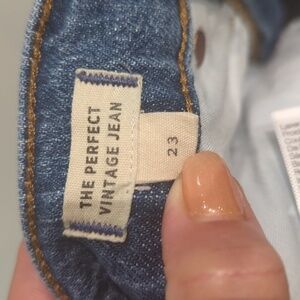 THE PERFECT
VINTAGE JEAN
23